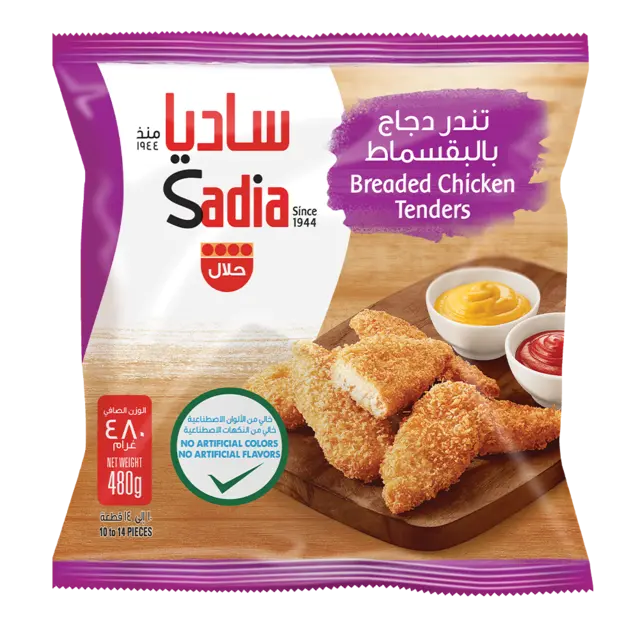 ساديا
منذ
١٩٤٤
Sadia
Since
1944
حلال
تندر دجاج
بالبقسماط
Breaded Chicken
Tenders
خالي من الألوان الاصطناعية
خالي من النكهات الاصطناعية
NO ARTIFICIAL COLORS
NO ARTIFICIAL FLAVORS
الوزن الصافي
٤٨٠
غرام
NET WEIGHT
480g
١٠ إلى ١٤ قطعة
10 to 14 PIECES